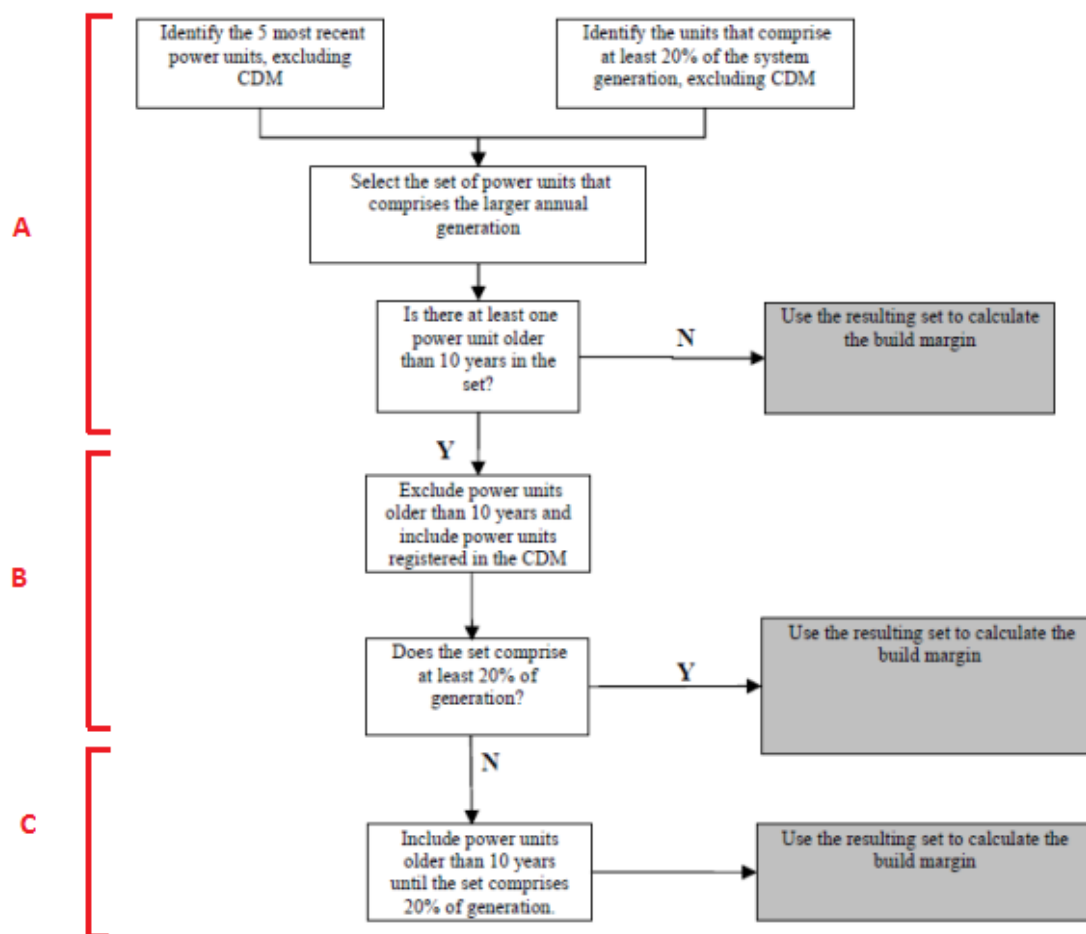 Identify the 5 most recent
power units, excluding
CDM
Identify the units that comprise
at least 20% of the system
generation, excluding CDM
Select the set of power units that
comprises the larger annual
generation
A
Is there at least one
power unit older
than 10 years in the
set?
N
Use the resulting set to calculate
the build margin
Y
Exclude power units
older than 10 years and
include power units
registered in the CDM
B
Does the set comprise
at least 20% of
generation?
Y
Use the resulting set to calculate the
build margin
N
C
Include power units
older than 10 years
until the set comprises
20% of generation.
Use the resulting set to calculate the
build margin